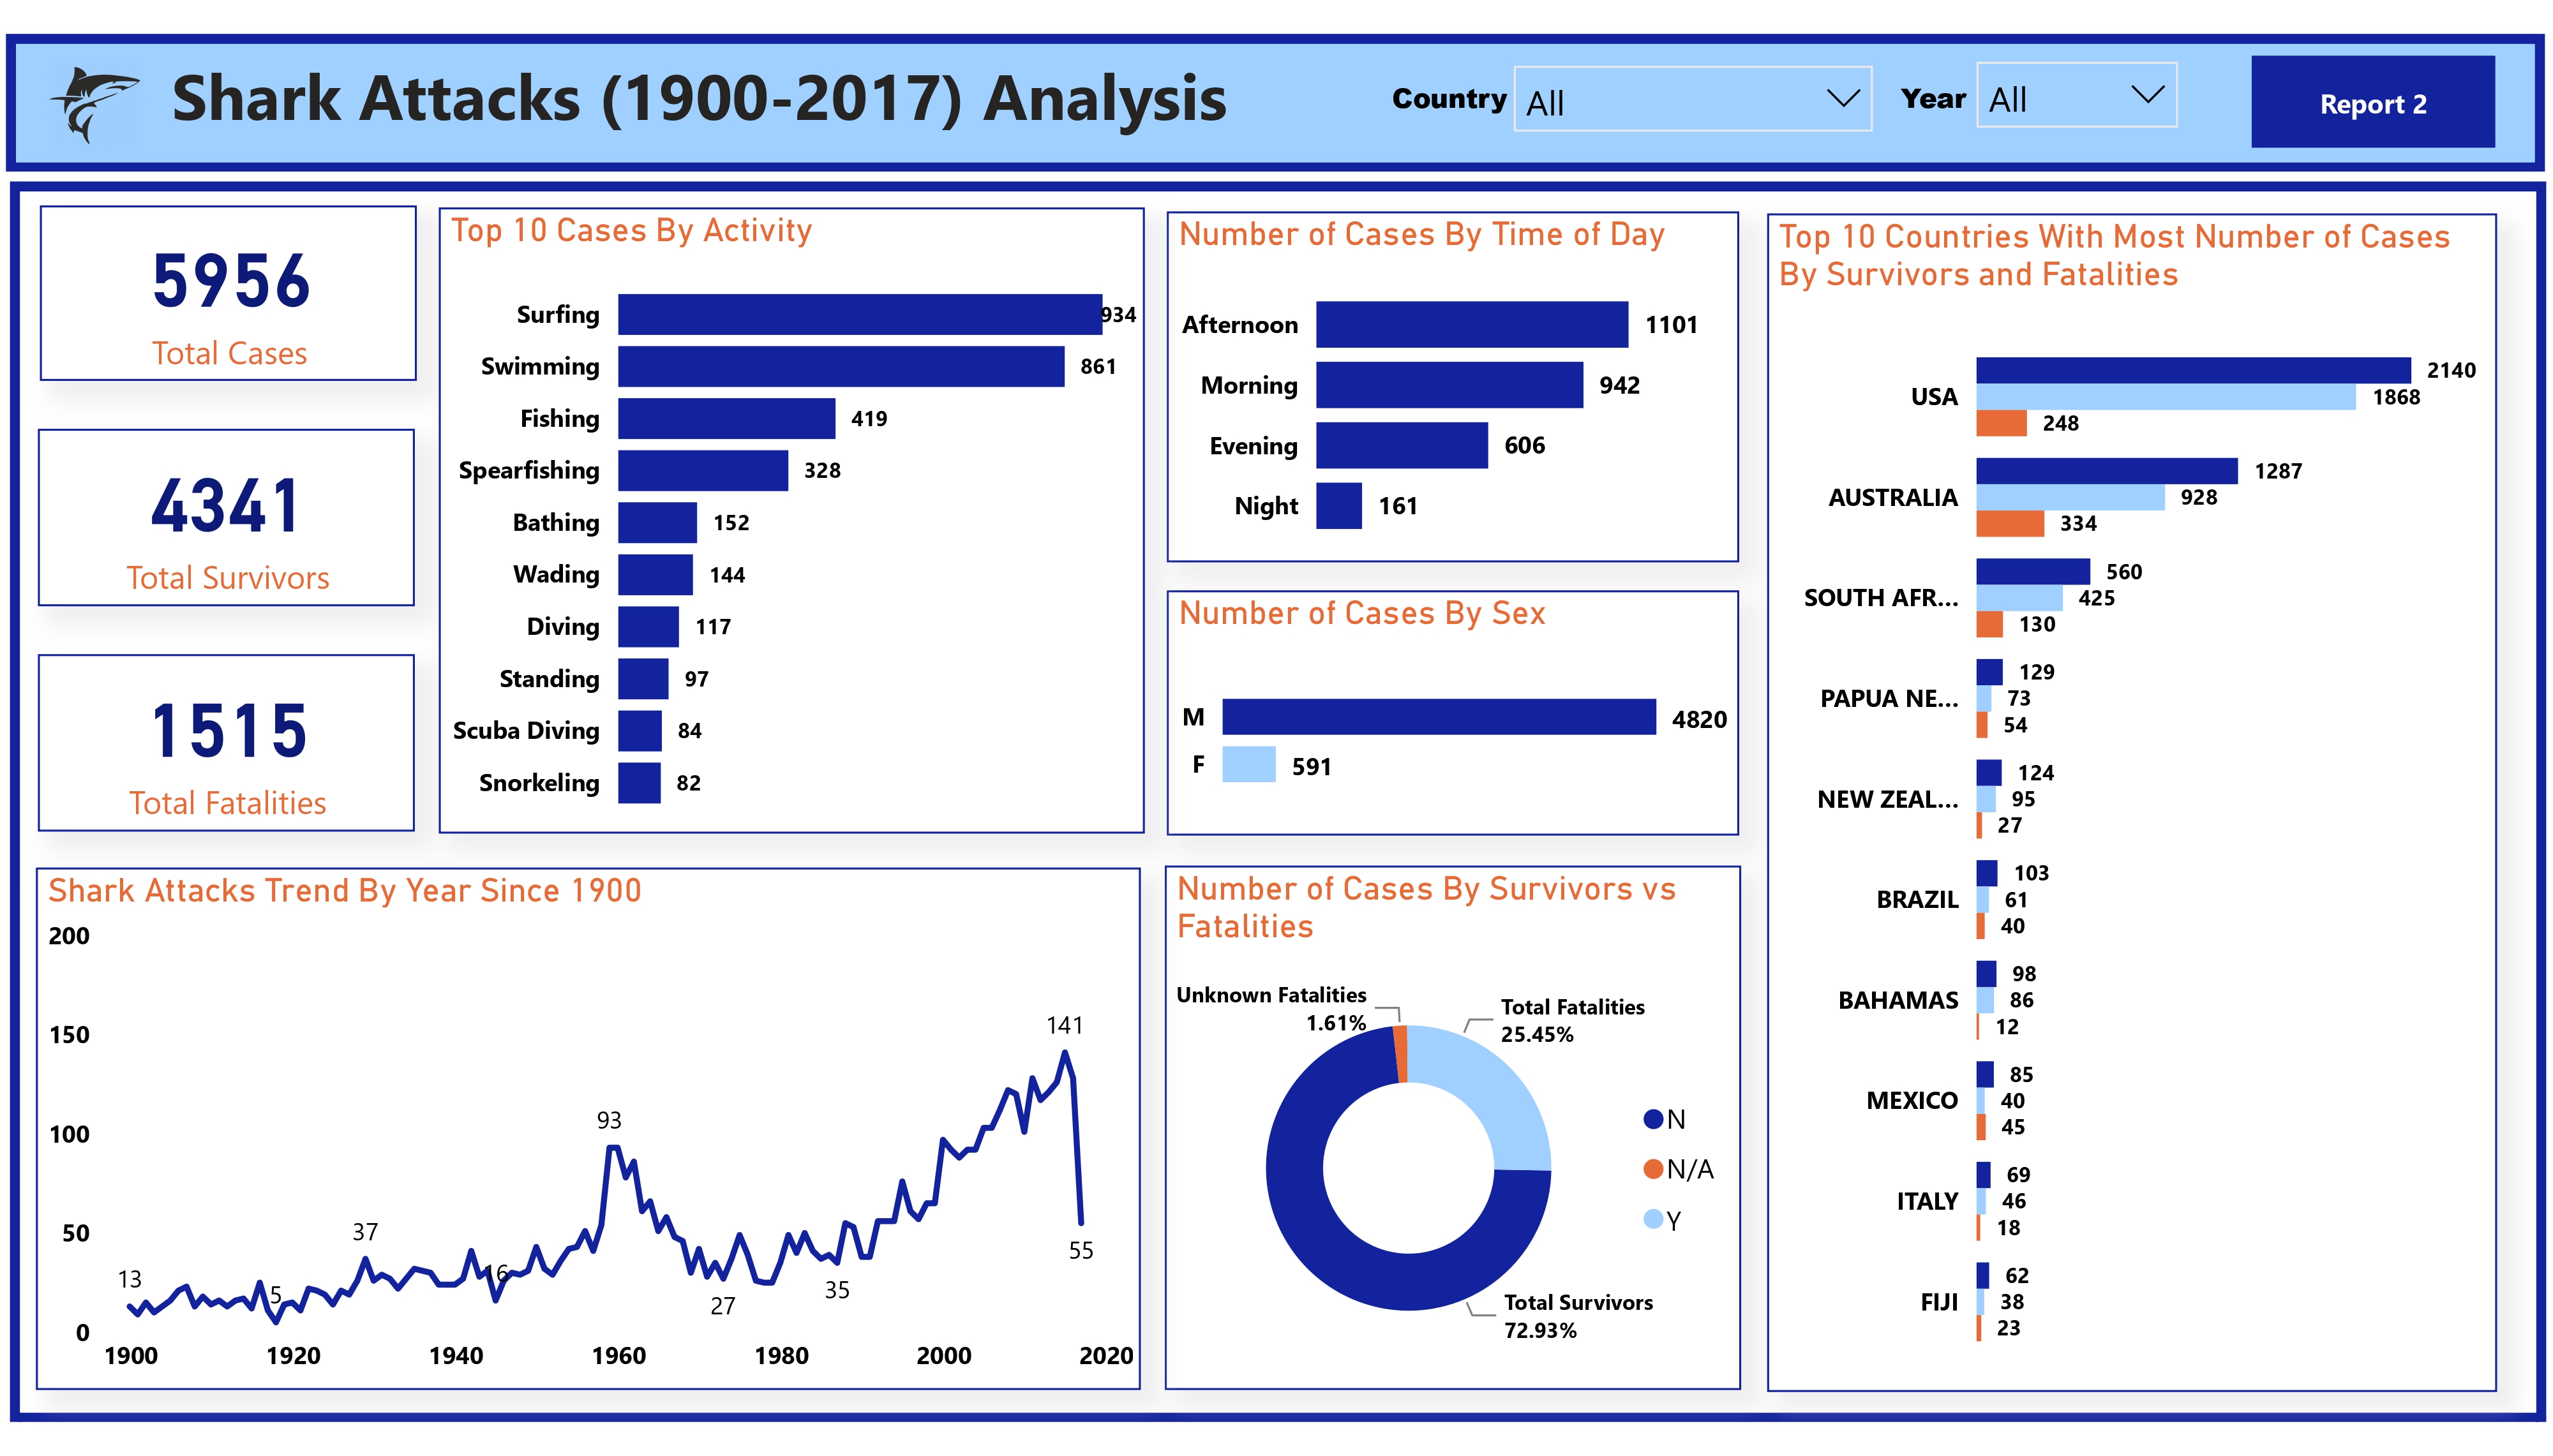 Shark Attacks (1900-2017) Analysis
Country All
Year All
Report 2
5956
Total Cases
4341
Total Survivors
1515
Total Fatalities
Top 10 Cases By Activity
Surfing 934
Swimming 861
Fishing 419
Spearfishing 328
Bathing 152
Wading 144
Diving 117
Standing 97
Scuba Diving 84
Snorkeling 82
Number of Cases By Time of Day
Afternoon 1101
Morning 942
Evening 606
Night 161
Number of Cases By Sex
M 4820
F 591
Top 10 Countries With Most Number of Cases
By Survivors and Fatalities
USA 2140 1868 248
AUSTRALIA 1287 928 334
SOUTH AFR... 560 425 130
PAPUA NE... 129 73 54
NEW ZEAL... 124 95 27
BRAZIL 103 61 40
BAHAMAS 98 86 12
MEXICO 85 40 45
ITALY 69 46 18
FIJI 62 38 23
Shark Attacks Trend By Year Since 1900
200
150
100
50
0
13
5
37
16
93
27
35
141
55
1900 1920 1940 1960 1980 2000 2020
Number of Cases By Survivors vs
Fatalities
Unknown Fatalities
1.61%
Total Fatalities
25.45%
N
N/A
Y
Total Survivors
72.93%